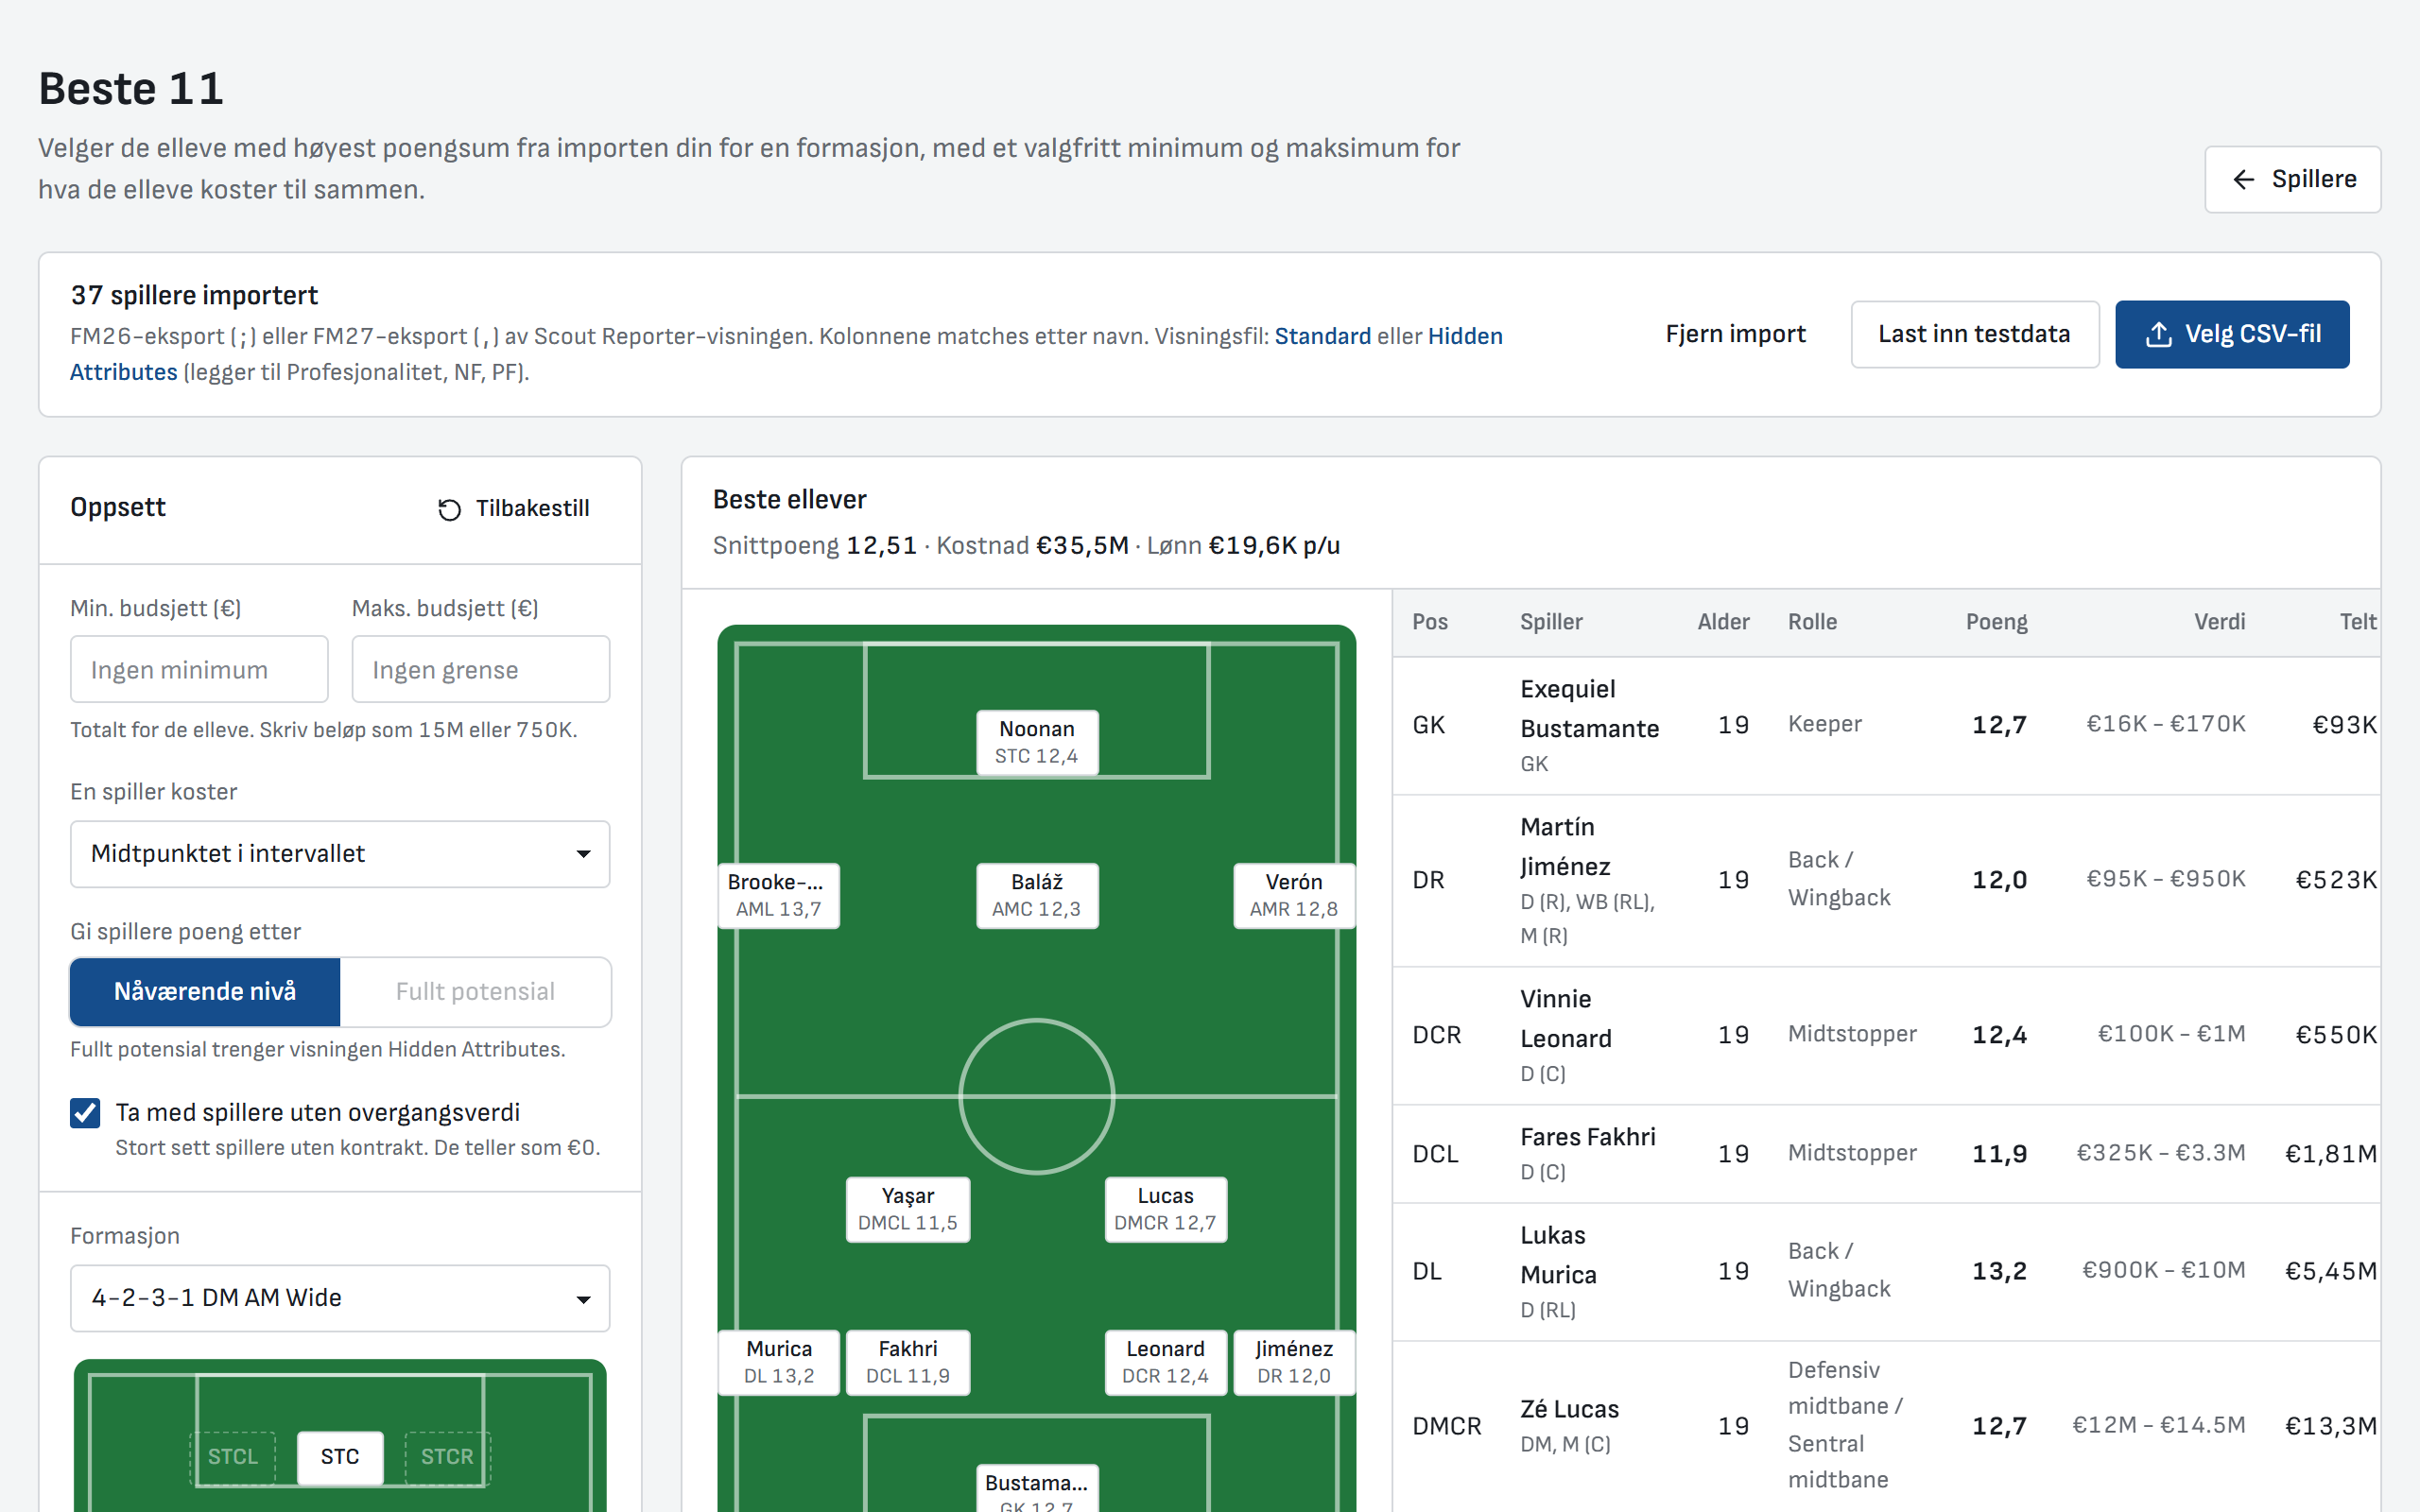 Beste 11
Velger de elleve med høyest poengsum fra importen din for en formasjon, med et valgfritt minimum og maksimum for
hva de elleve koster til sammen.
Spillere
37 spillere importert
FM26-eksport (;) eller FM27-eksport (,) av Scout Reporter-visningen. Kolonnene matches etter navn. Visningsfil: Standard eller Hidden
Attributes (legger til Profesjonalitet, NF, PF).
Fjern import
Last inn testdata
Velg CSV-fil
Oppsett
Tilbakestill
Min. budsjett (€)
Maks. budsjett (€)
Ingen minimum
Ingen grense
Totalt for de elleve. Skriv beløp som 15M eller 750K.
En spiller koster
Midtpunktet i intervallet
Gi spillere poeng etter
Nåværende nivå
Fullt potensial
Fullt potensial trenger visningen Hidden Attributes.
Ta med spillere uten overgangsverdi
Stort sett spillere uten kontrakt. De teller som €0.
Formasjon
4-2-3-1 DM AM Wide
STCL
STC
STCR
Beste ellever
Snittpoeng 12,51 · Kostnad €35,5M · Lønn €19,6K p/u
Noonan
STC 12,4
Brooke-...
AML 13,7
Baláž
AMC 12,3
Verón
AMR 12,8
Yaşar
DMCL 11,5
Lucas
DMCR 12,7
Murica
DL 13,2
Fakhri
DCL 11,9
Leonard
DCR 12,4
Jiménez
DR 12,0
Bustama...
GK 12,7
Pos Spiller Alder Rolle Poeng Verdi Telt
GK
Exequiel
Bustamante
GK
19
Keeper
12,7
€16K - €170K
€93K
DR
Martín
Jiménez
D (R), WB (RL),
M (R)
19
Back /
Wingback
12,0
€95K - €950K
€523K
DCR
Vinnie
Leonard
D (C)
19
Midtstopper
12,4
€100K - €1M
€550K
DCL
Fares Fakhri
D (C)
19
Midtstopper
11,9
€325K - €3.3M
€1,81M
DL
Lukas
Murica
D (RL)
19
Back /
Wingback
13,2
€900K - €10M
€5,45M
DMCR
Zé Lucas
DM, M (C)
19
Defensiv
midtbane /
Sentral
midtbane
12,7
€12M - €14.5M
€13,3M